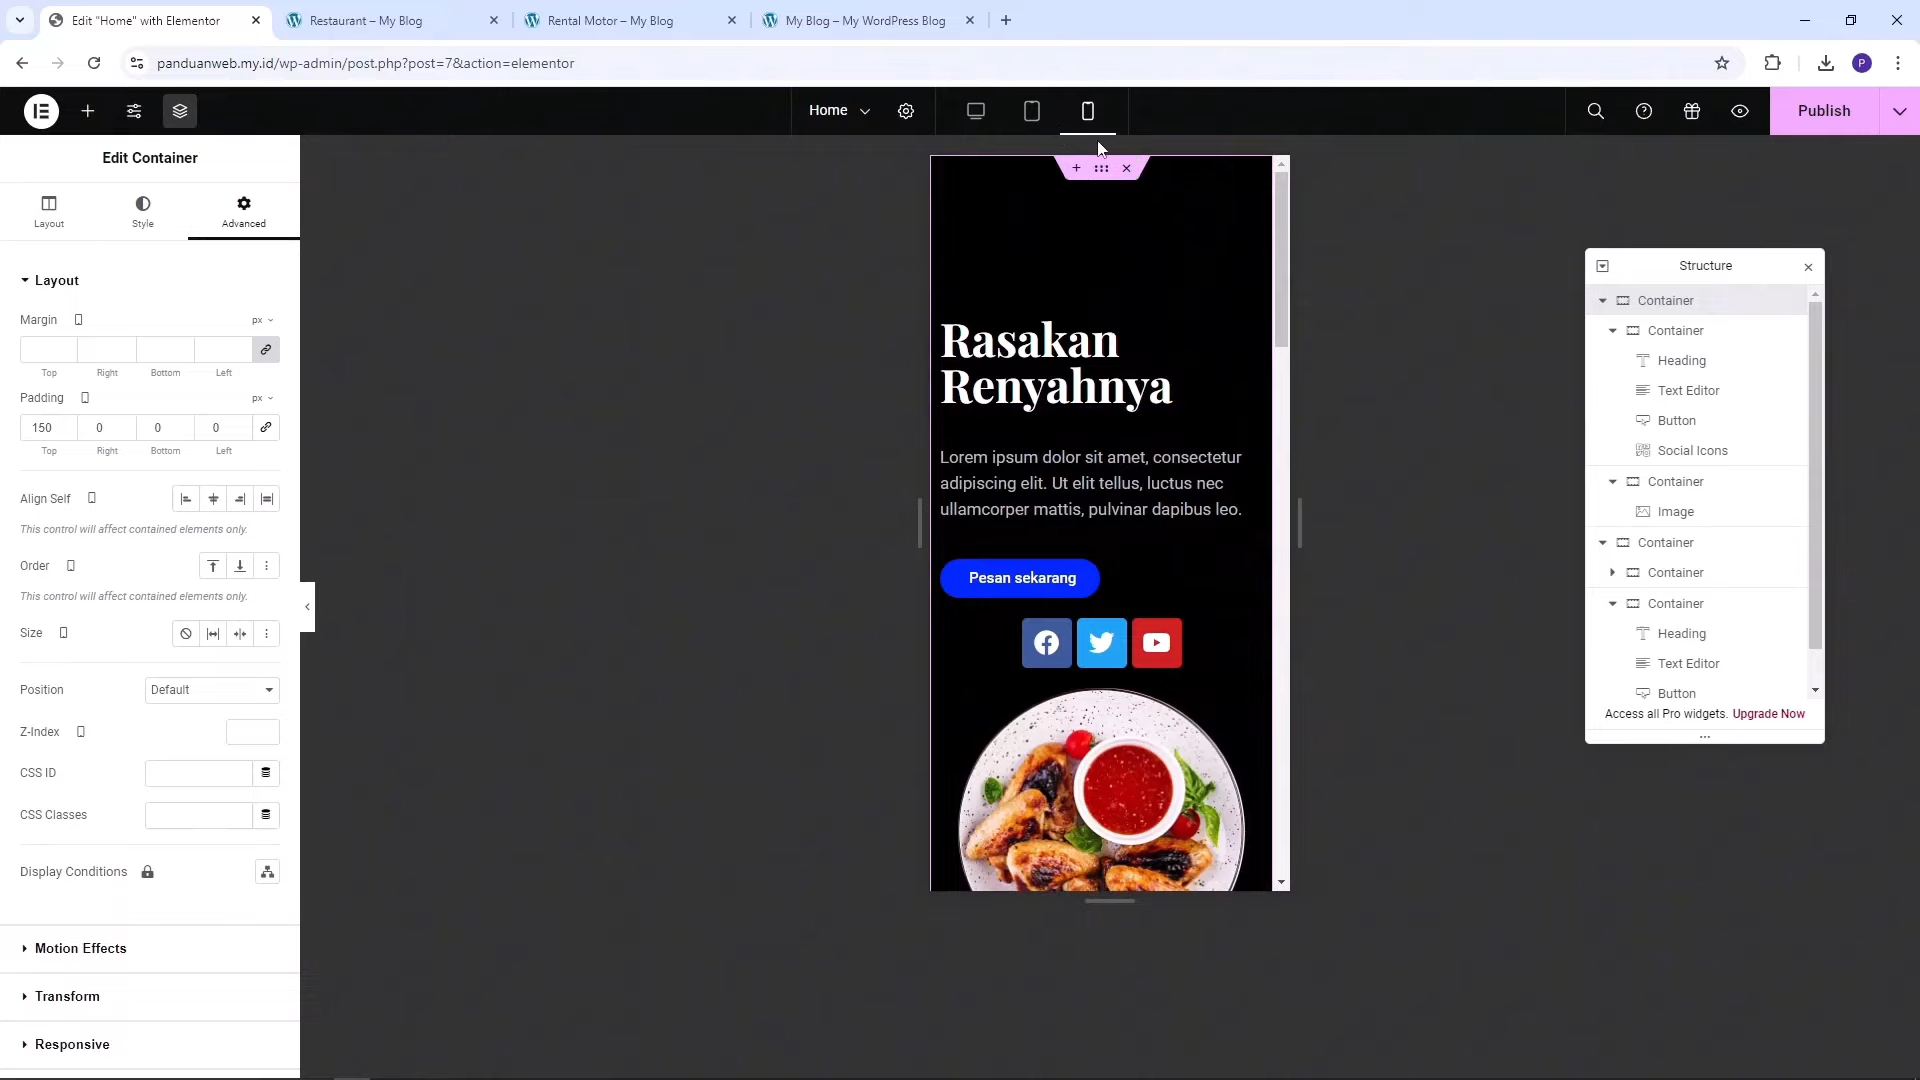 Edit "Home" with Elementor
Restaurant – My Blog
Rental Motor – My Blog
My Blog – My WordPress Blog
panduanweb.my.id/wp-admin/post.php?post=7&action=elementor
P
Home
Publish
Edit Container
Layout
Style
Advanced
Layout
Margin
px
Top
Right
Bottom
Left
Padding
px
150
0
0
0
Top
Right
Bottom
Left
Align Self
This control will affect contained elements only.
Order
This control will affect contained elements only.
Size
Position
Default
Z-Index
CSS ID
CSS Classes
Display Conditions
Motion Effects
Transform
Responsive
Rasakan
Renyahnya
Lorem ipsum dolor sit amet, consectetur
adipiscing elit. Ut elit tellus, luctus nec
ullamcorper mattis, pulvinar dapibus leo.
Pesan sekarang
Structure
Container
Container
Heading
Text Editor
Button
Social Icons
Container
Image
Container
Container
Container
Heading
Text Editor
Button
Access all Pro widgets. Upgrade Now